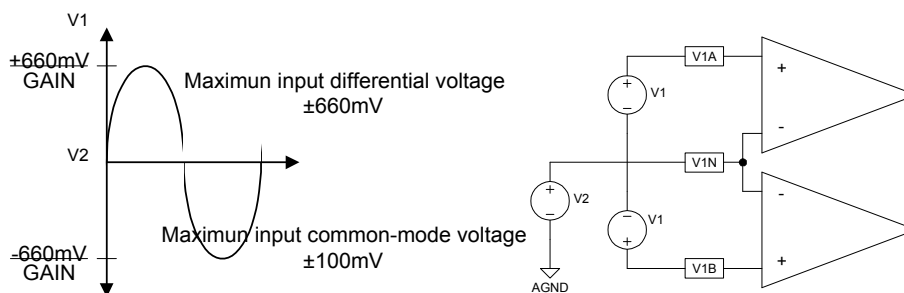 V1
±660mV
GAIN
Maximun input differential voltage
±660mV
V2
Maximun input common-mode voltage
±100mV
-660mV
GAIN
V1A
+
+
−
V1
-
V1N
+
−
V2
-
−
+
V1
V1B
+
AGND